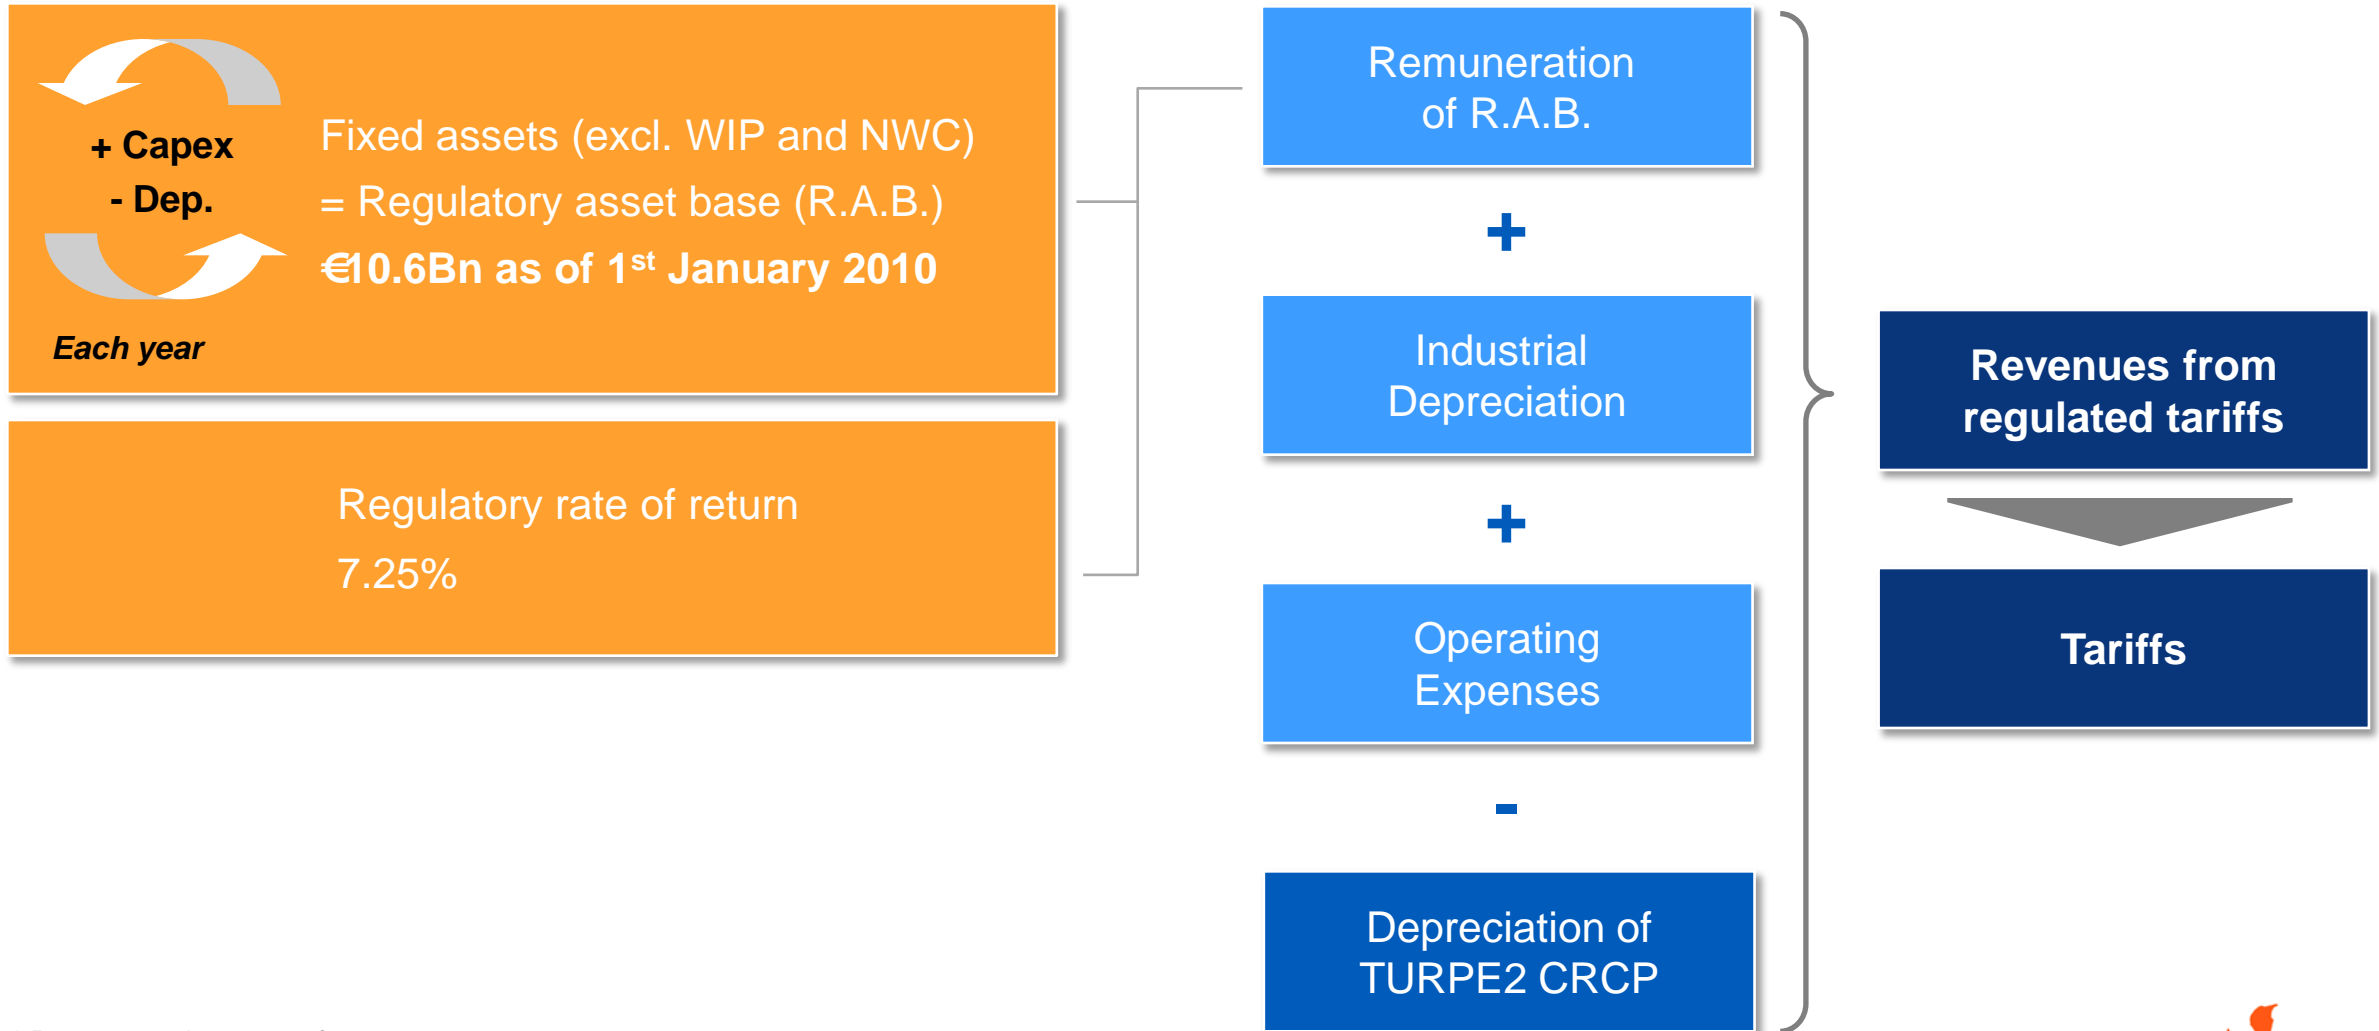 + Capex
- Dep.
Each year
Fixed assets (excl. WIP and NWC)
= Regulatory asset base (R.A.B.)
€10.6Bn as of 1st January 2010
Regulatory rate of return
7.25%
Remuneration
of R.A.B.
+
Industrial
Depreciation
+
Operating
Expenses
-
Depreciation of
TURPE2 CRCP
Revenues from
regulated tariffs
Tariffs